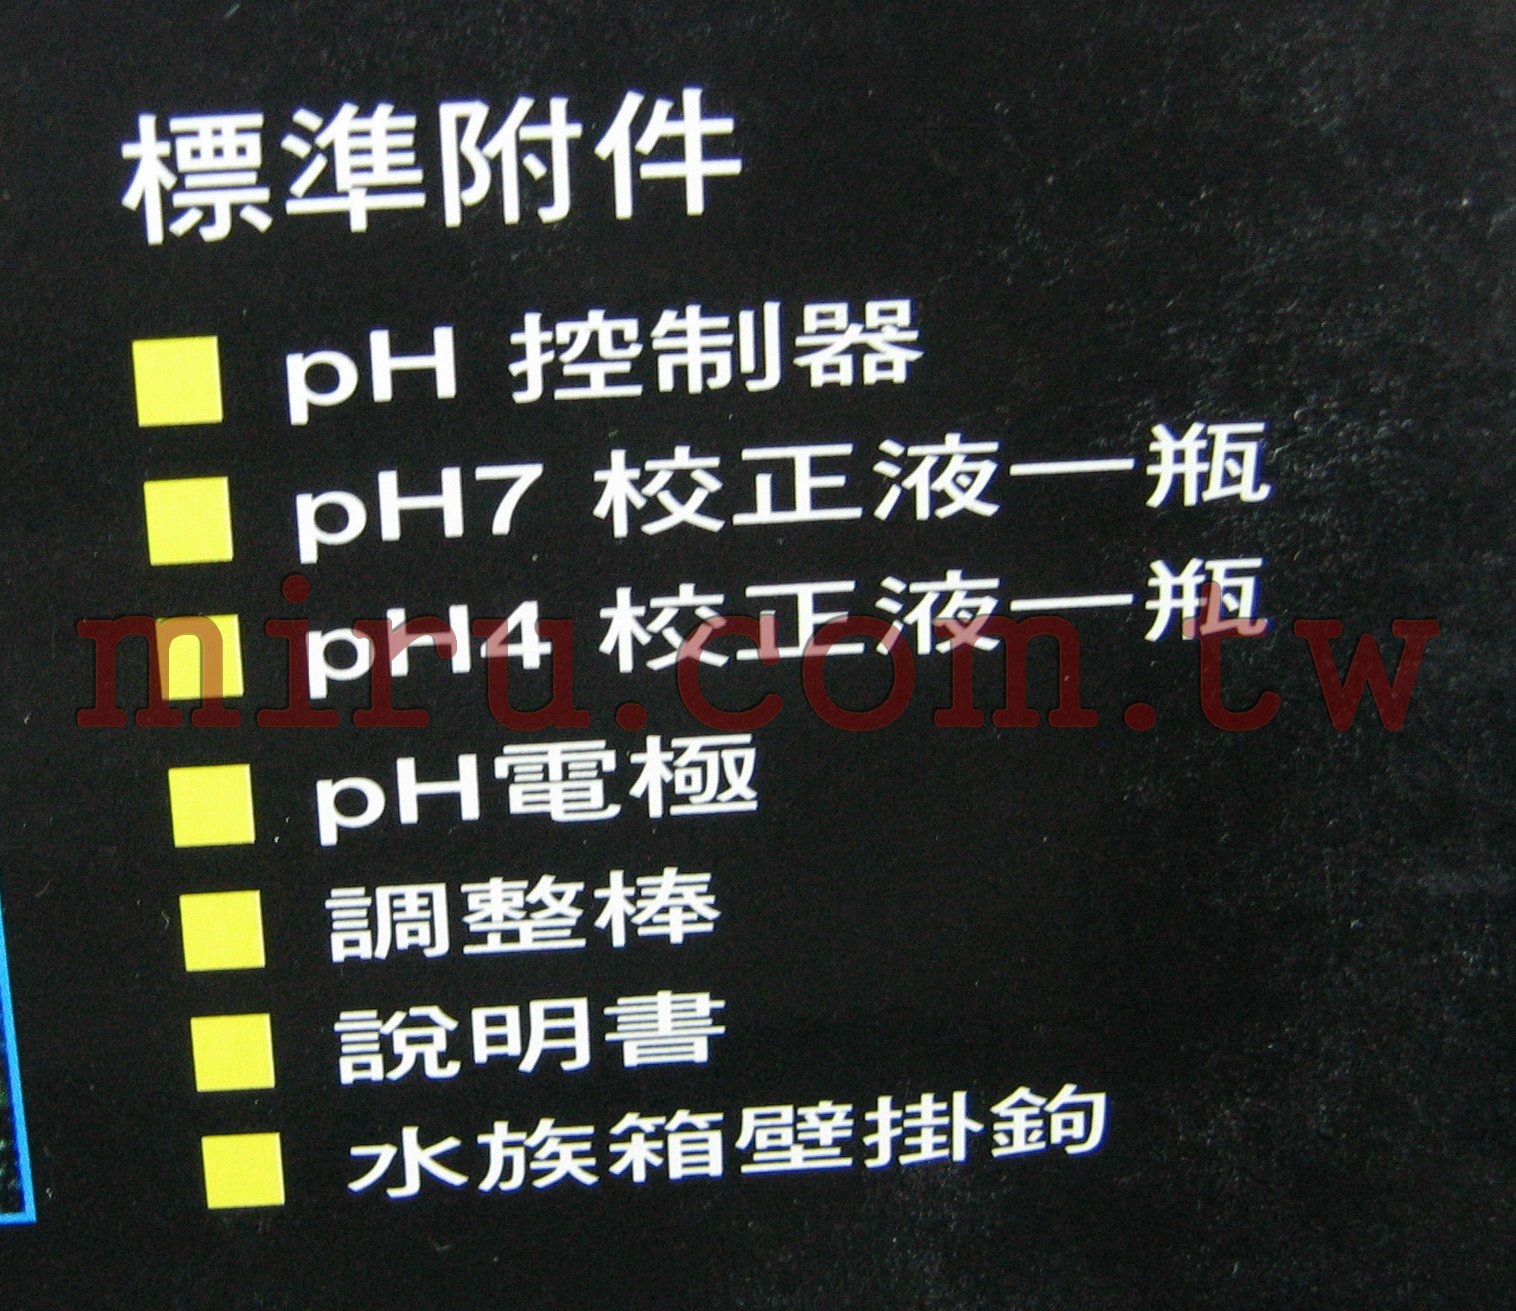 標準附件
pH 控制器
pH7 校正液一瓶
pH4 校正液一瓶
miru.com.tw
pH電極
調整棒
說明書
水族箱壁掛鉤